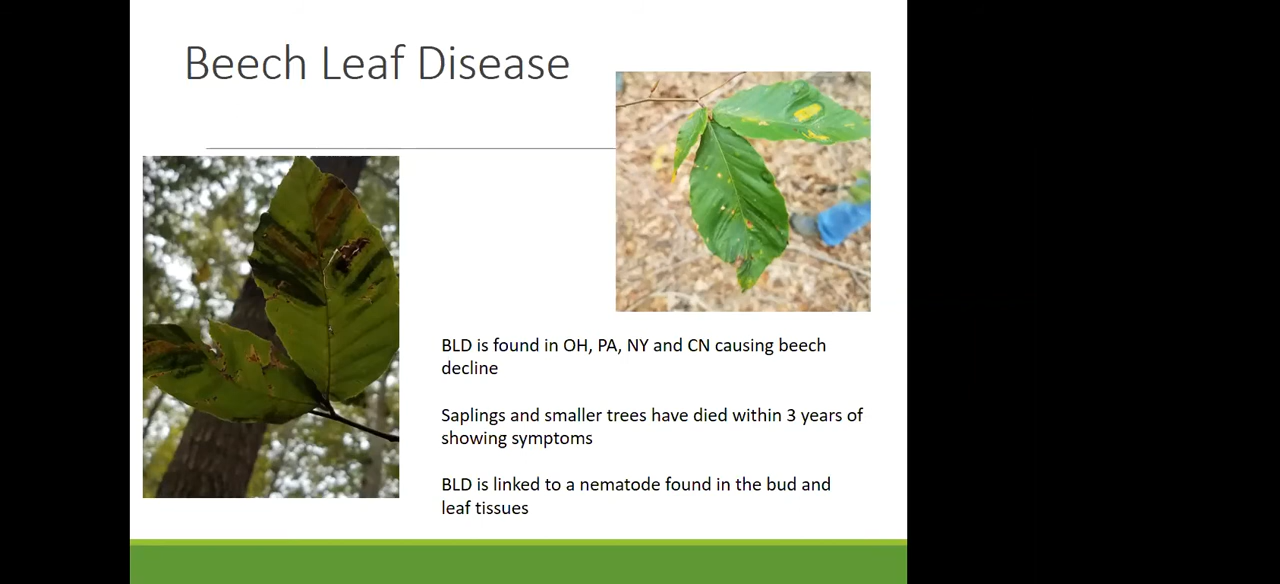 Beech Leaf Disease
BLD is found in OH, PA, NY and CN causing beech
decline
Saplings and smaller trees have died within 3 years of
showing symptoms
BLD is linked to a nematode found in the bud and
leaf tissues